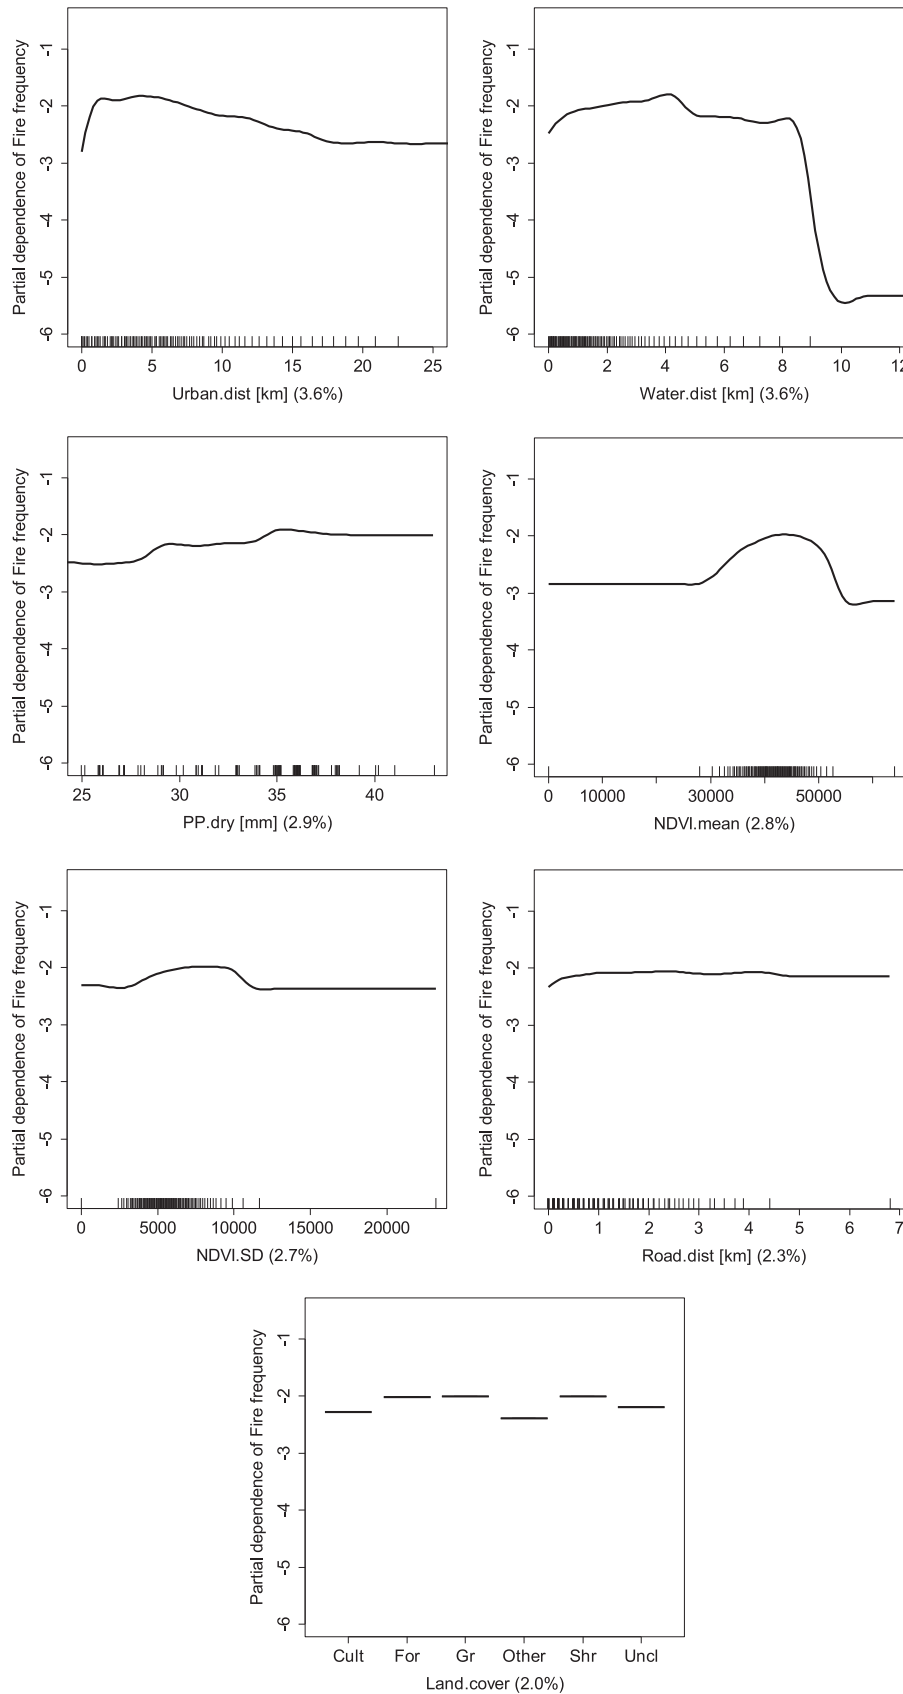 Partial dependence of Fire frequency
-1
-2
-3
-4
-5
-6
0 5 10 15 20 25
Urban.dist [km] (3.6%)
Partial dependence of Fire frequency
-1
-2
-3
-4
-5
-6
0 2 4 6 8 10 12
Water.dist [km] (3.6%)
Partial dependence of Fire frequency
-1
-2
-3
-4
-5
-6
25 30 35 40
PP.dry [mm] (2.9%)
Partial dependence of Fire frequency
-1
-2
-3
-4
-5
-6
0 10000 30000 50000
NDVI.mean (2.8%)
Partial dependence of Fire frequency
-1
-2
-3
-4
-5
-6
0 5000 10000 15000 20000
NDVI.SD (2.7%)
Partial dependence of Fire frequency
-1
-2
-3
-4
-5
-6
0 1 2 3 4 5 6 7
Road.dist [km] (2.3%)
Partial dependence of Fire frequency
-1
-2
-3
-4
-5
-6
Cult For Gr Other Shr Uncl
Land.cover (2.0%)